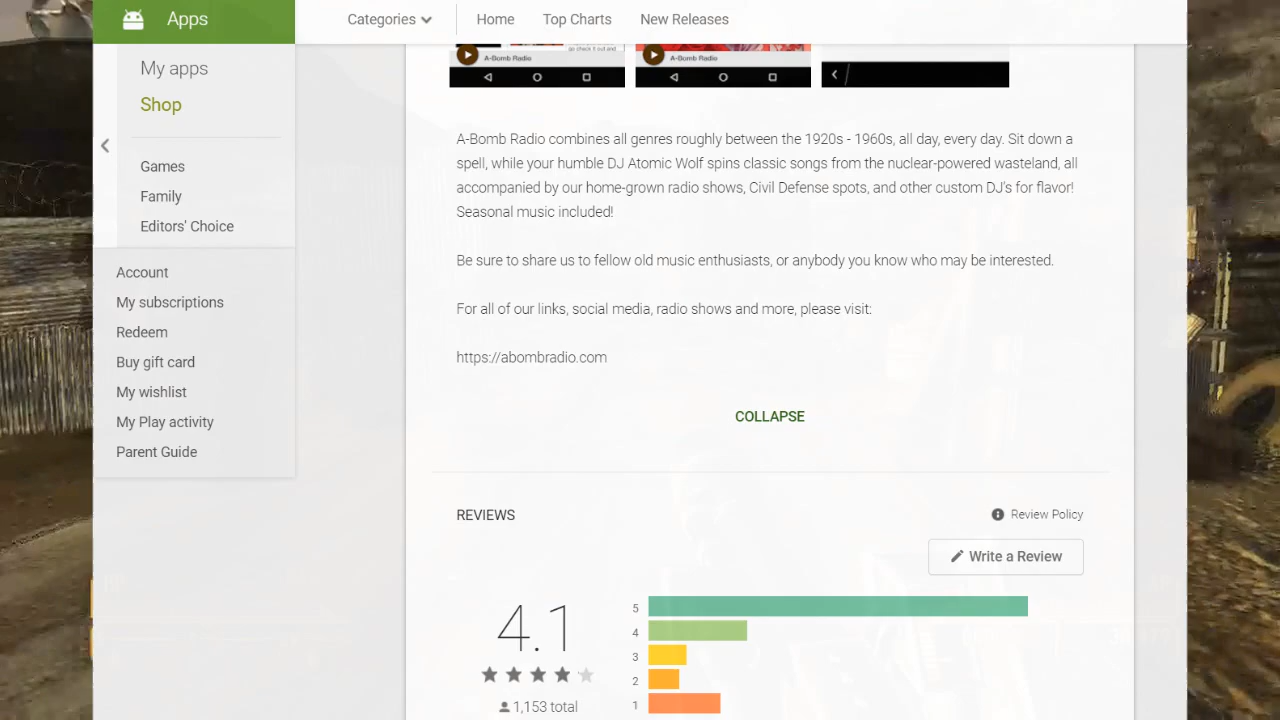 Apps
Categories
Home
Top Charts
New Releases
My apps
Shop
Games
Family
Editors' Choice
Account
My subscriptions
Redeem
Buy gift card
My wishlist
My Play activity
Parent Guide
so check it out and
A-Bomb Radio
A-Bomb Radio
A-Bomb Radio combines all genres roughly between the 1920s - 1960s, all day, every day. Sit down a
spell, while your humble DJ Atomic Wolf spins classic songs from the nuclear-powered wasteland, all
accompanied by our home-grown radio shows, Civil Defense spots, and other custom DJ's for flavor!
Seasonal music included!
Be sure to share us to fellow old music enthusiasts, or anybody you know who may be interested.
For all of our links, social media, radio shows and more, please visit:
https://abombradio.com
COLLAPSE
REVIEWS
Review Policy
Write a Review
4.1
1,153 total
5
4
3
2
1